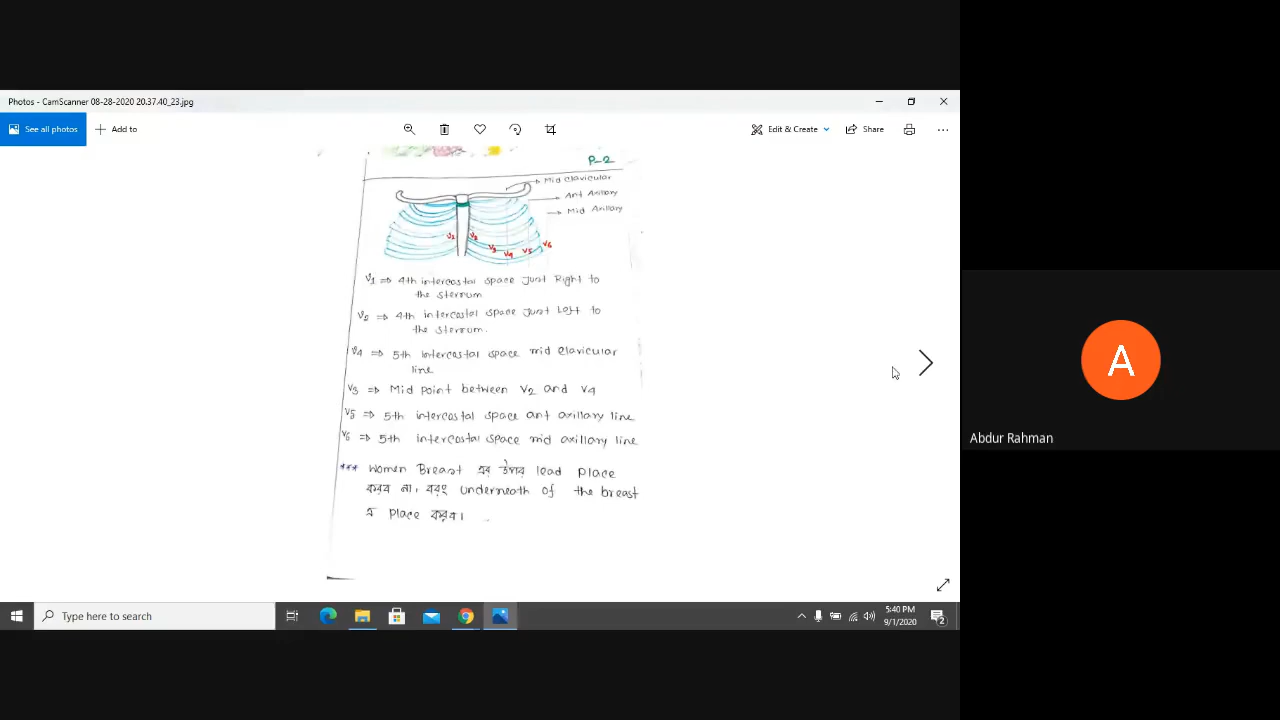 Photos - CamScanner 08-28-2020 20.37.40_23.jpg
See all photos
Add to
Edit & Create
Share
P-2
Mid Clavicular
Ant Axillary
Mid Axillary
V1 V2 V3 V4 V5 V6
V1 ⇒ 4th intercostal space just Right to
the sternum
V2 ⇒ 4th intercostal space just Left to
the sternum.
V4 ⇒ 5th intercostal space mid clavicular
line
V3 ⇒ Mid point between V2 and V4
V5 ⇒ 5th intercostal space ant axillary line
V6 ⇒ 5th intercostal space mid axillary line
*** Women Breast এর উপর lead place
করব না। বরং underneath of the breast
এ place করব।
Abdur Rahman
A
Type here to search
5:40 PM
9/1/2020
2